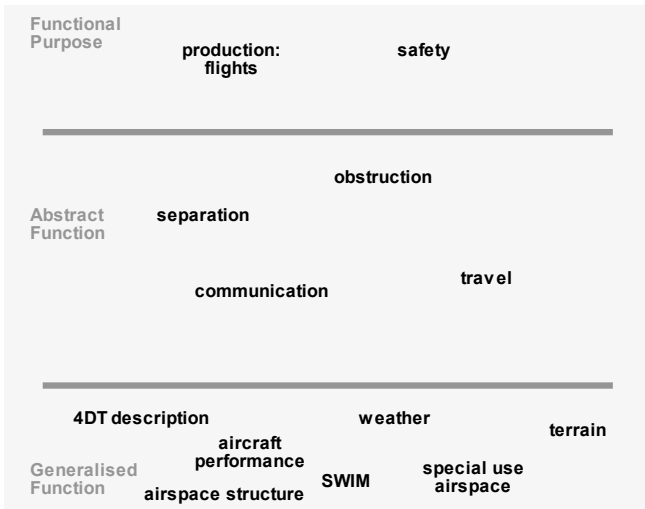 Functional
Purpose
production:
flights
safety
obstruction
Abstract
Function
separation
travel
communication
4DT description
weather
terrain
aircraft
performance
Generalised
Function
airspace structure
SWIM
special use
airspace